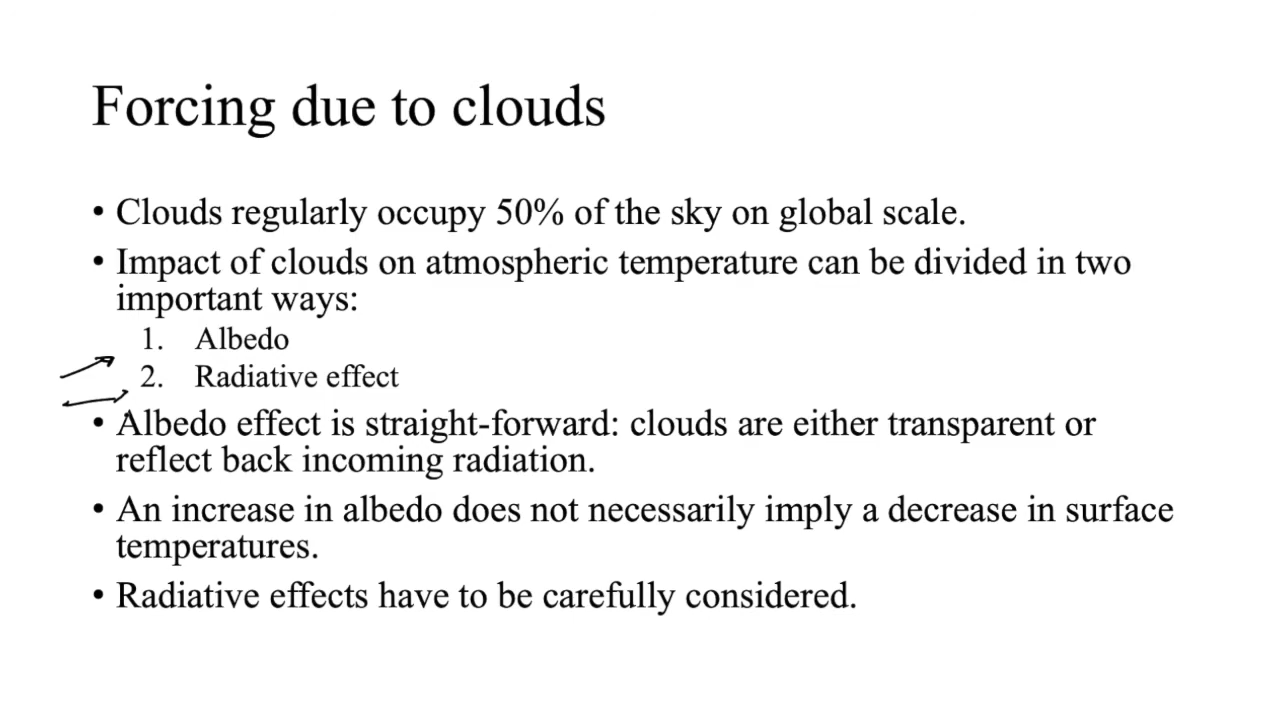 Forcing due to clouds
• Clouds regularly occupy 50% of the sky on global scale.
• Impact of clouds on atmospheric temperature can be divided in two
important ways:
1. Albedo
2. Radiative effect
• Albedo effect is straight-forward: clouds are either transparent or
reflect back incoming radiation.
• An increase in albedo does not necessarily imply a decrease in surface
temperatures.
• Radiative effects have to be carefully considered.